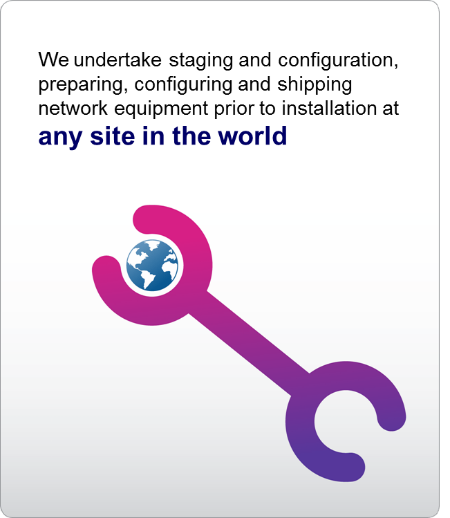 We undertake staging and configuration,
preparing, configuring and shipping
network equipment prior to installation at
any site in the world